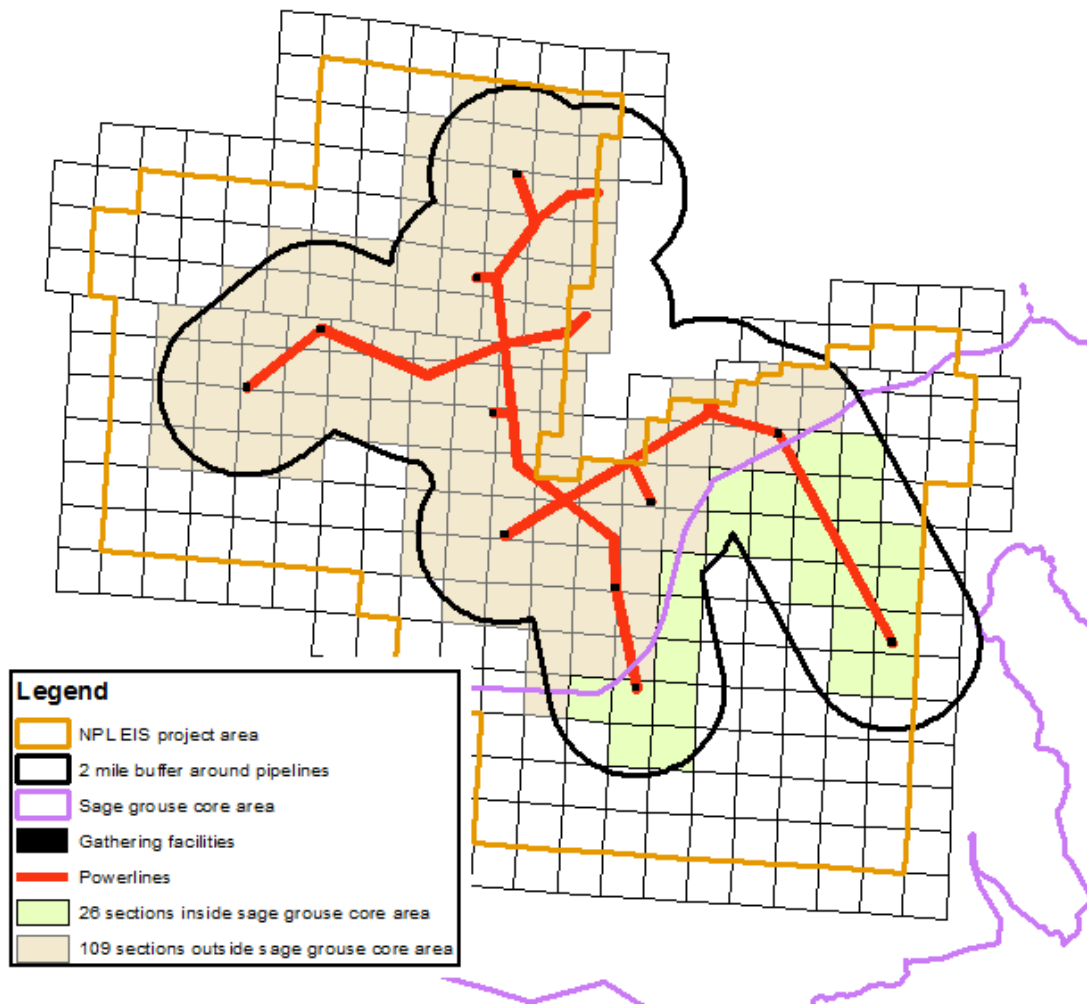 Legend
NPL EIS project area
2 mile buffer around pipelines
Sage grouse core area
Gathering facilities
Powerlines
26 sections inside sage grouse core area
109 sections outside sage grouse core area